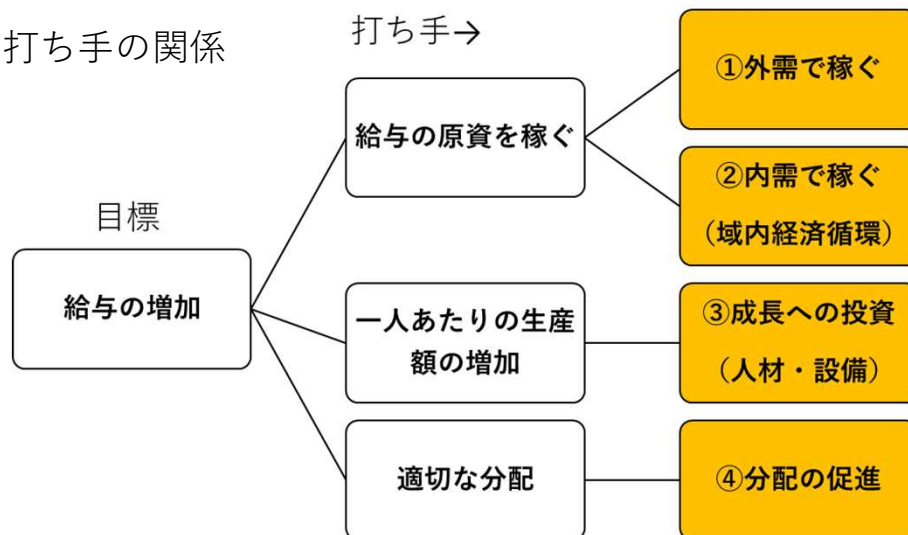 打ち手の関係
打ち手→
目標
給与の増加
給与の原資を稼ぐ
一人あたりの生産
額の増加
適切な分配
①外需で稼ぐ
②内需で稼ぐ
（域内経済循環）
③成長への投資
（人材・設備）
④分配の促進